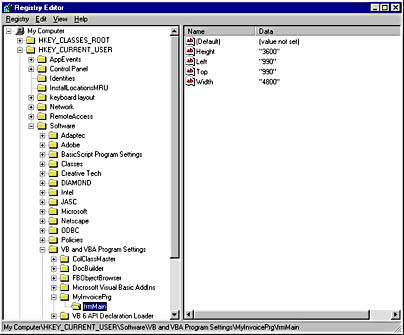 Registry Editor
Registry Edit View Help
My Computer
HKEY_CLASSES_ROOT
HKEY_CURRENT_USER
AppEvents
Control Panel
Identities
InstallLocationsMRU
keyboard layout
Network
RemoteAccess
Software
Adaptec
Adobe
BasicScript Program Settings
Classes
Creative Tech
DIAMOND
Intel
JASC
Microsoft
Netscape
ODBC
Policies
VB and VBA Program Settings
ColClassMaster
DocBuilder
FBObjectBrowser
Microsoft Visual Basic AddIns
MyInvoicePrg
frmMain
VB 6 API Declaration Loader
Name Data
(Default) (value not set)
Height "3600"
Left "990"
Top "990"
Width "4800"
My Computer\HKEY_CURRENT_USER\Software\VB and VBA Program Settings\MyInvoicePrg\frmMain